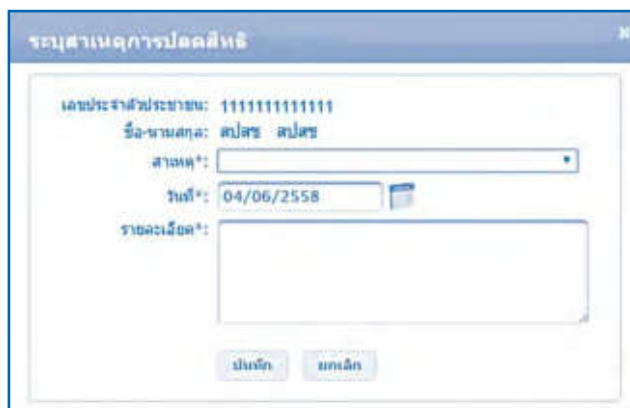 ระบุสาเหตุการปลดสิทธิ
เลขประจำตัวประชาชน: 1111111111111
ชื่อ-นามสกุล: สปสช สปสช
สาเหตุ*:
วันที่*: 04/06/2558
รายละเอียด*:
บันทึก ยกเลิก